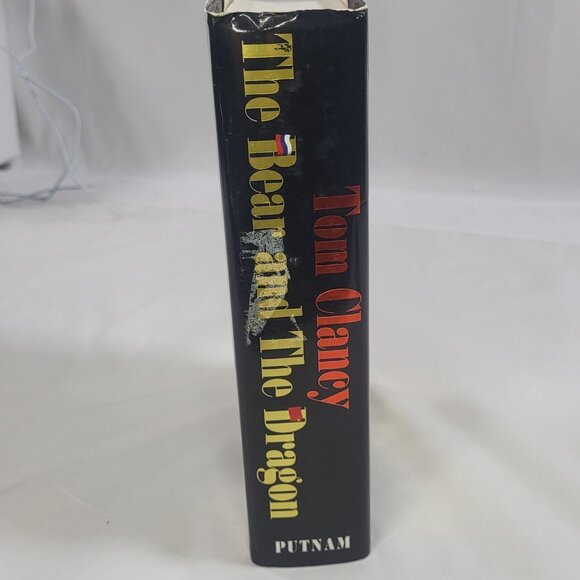 Tom Clancy
The Bear and The Dragon
PUTNAM